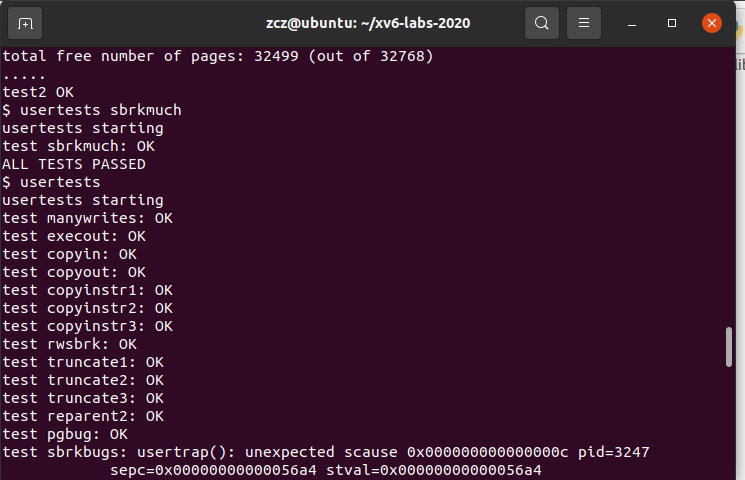 zcz@ubuntu: ~/xv6-labs-2020
total free number of pages: 32499 (out of 32768)
.....
test2 OK
$ usertests sbrkmuch
usertests starting
test sbrkmuch: OK
ALL TESTS PASSED
$ usertests
usertests starting
test manywrites: OK
test execout: OK
test copyin: OK
test copyout: OK
test copyinstr1: OK
test copyinstr2: OK
test copyinstr3: OK
test rwsbrk: OK
test truncate1: OK
test truncate2: OK
test truncate3: OK
test reparent2: OK
test pgbug: OK
test sbrkbugs: usertrap(): unexpected scause 0x000000000000000c pid=3247
            sepc=0x00000000000056a4 stval=0x00000000000056a4